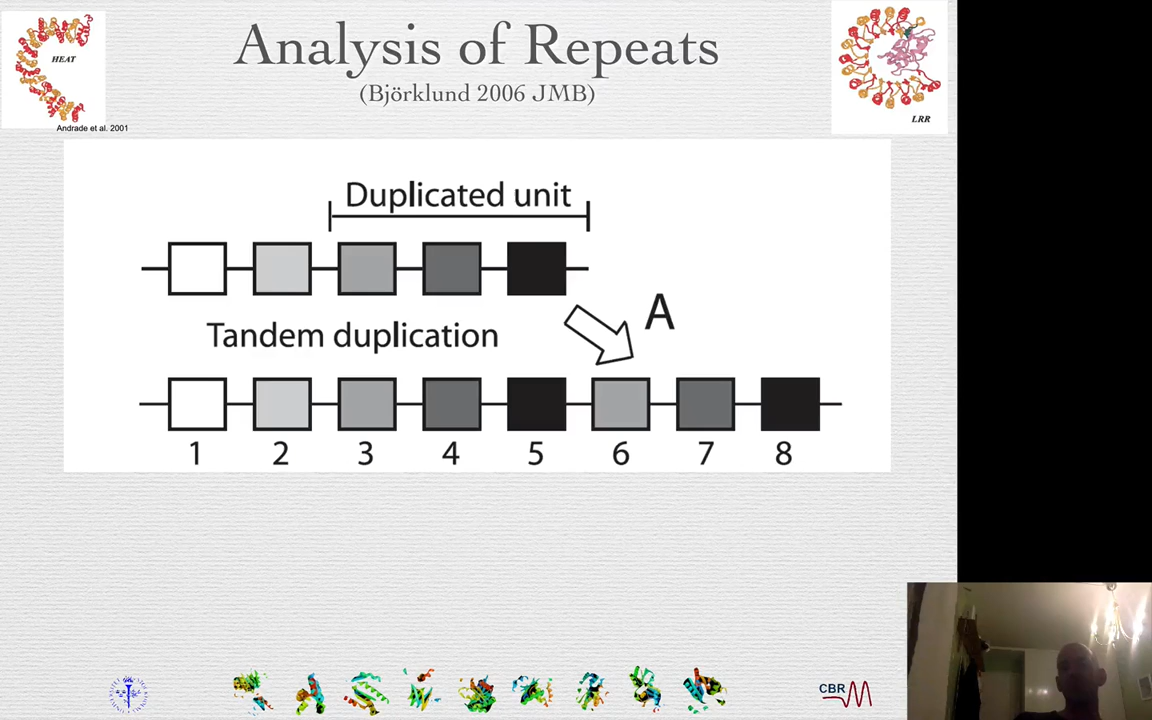 Analysis of Repeats
(Björklund 2006 JMB)
HEAT
Andrade et al. 2001
LRR
Duplicated unit
A
Tandem duplication
1 2 3 4 5 6 7 8
CBR